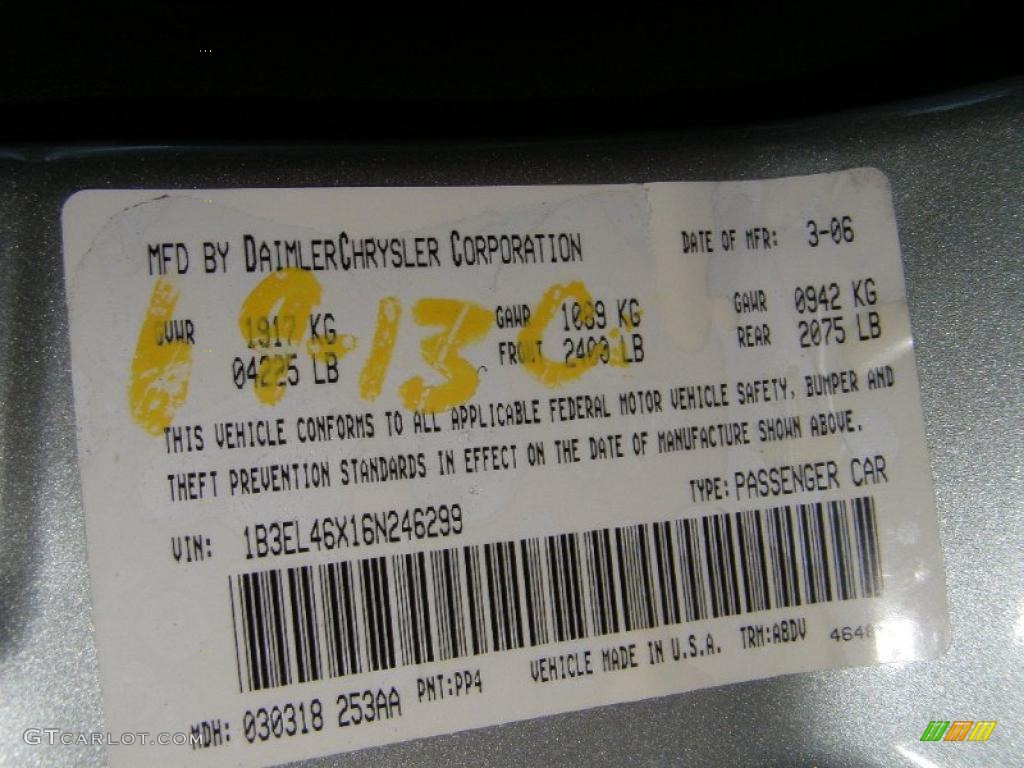 MFD BY DAIMLERCHRYSLER CORPORATION DATE OF MFR: 3-06
GVWR 1917 KG GAWR 1089 KG GAWR 0942 KG
04225 LB FRONT 2400 LB REAR 2075 LB
THIS VEHICLE CONFORMS TO ALL APPLICABLE FEDERAL MOTOR VEHICLE SAFETY, BUMPER AND
THEFT PREVENTION STANDARDS IN EFFECT ON THE DATE OF MANUFACTURE SHOWN ABOVE.
VIN: 1B3EL46X16N246299 TYPE: PASSENGER CAR
MDH: 030318 253AA PNT:PP4 VEHICLE MADE IN U.S.A. TRM:A8DV
GTCARLOT.COM